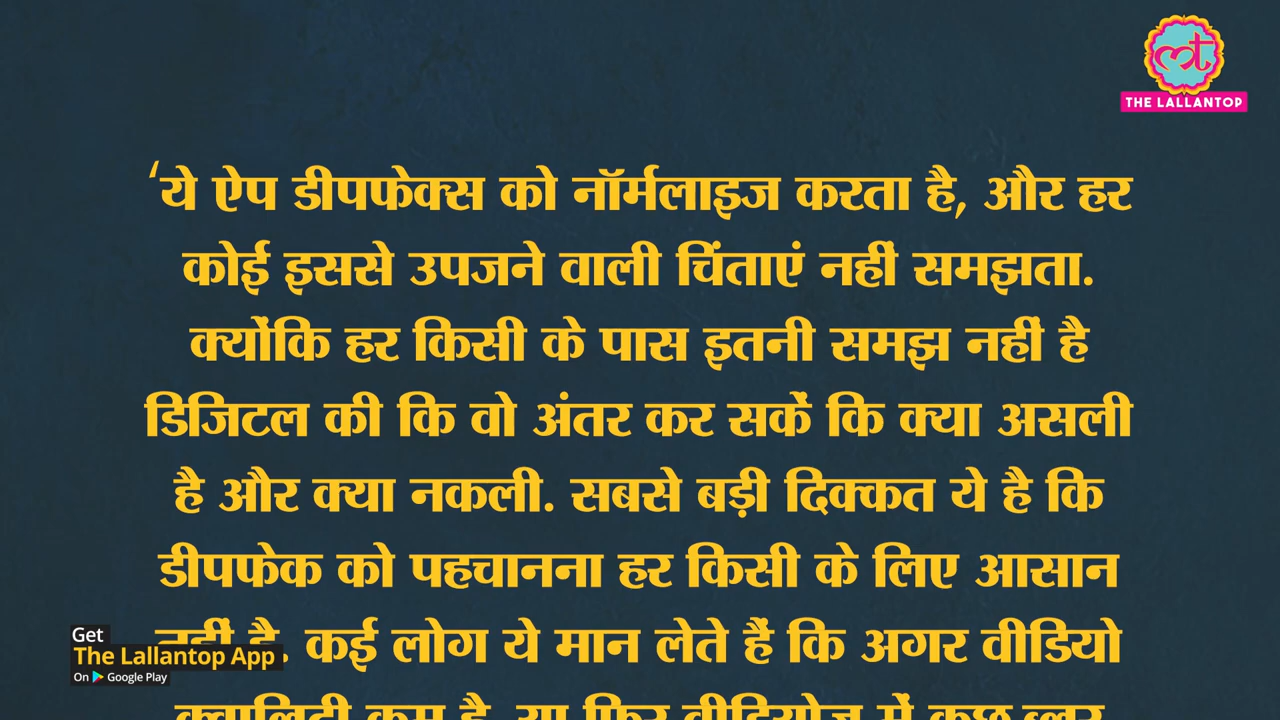 THE LALLANTOP
‘ये ऐप डीपफेक्स को नॉर्मलाइज करता है, और हर
कोई इससे उपजने वाली चिंताएं नहीं समझता.
क्योंकि हर किसी के पास इतनी समझ नहीं है
डिजिटल की कि वो अंतर कर सकें कि क्या असली
है और क्या नकली. सबसे बड़ी दिक्कत ये है कि
डीपफेक को पहचानना हर किसी के लिए आसान
नहीं है. कई लोग ये मान लेते हैं कि अगर वीडियो
Get
The Lallantop App
On Google Play